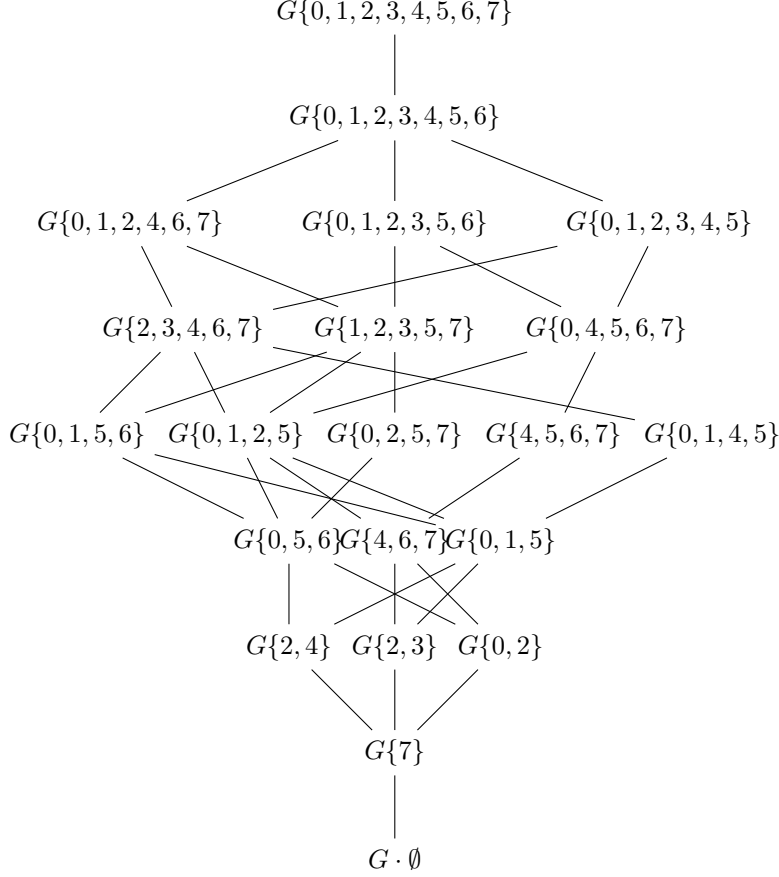 G{0, 1, 2, 3, 4, 5, 6, 7}
G{0, 1, 2, 3, 4, 5, 6}
G{0, 1, 2, 4, 6, 7} G{0, 1, 2, 3, 5, 6} G{0, 1, 2, 3, 4, 5}
G{2, 3, 4, 6, 7} G{1, 2, 3, 5, 7} G{0, 4, 5, 6, 7}
G{0, 1, 5, 6} G{0, 1, 2, 5} G{0, 2, 5, 7} G{4, 5, 6, 7} G{0, 1, 4, 5}
G{0, 5, 6} G{4, 6, 7} G{0, 1, 5}
G{2, 4} G{2, 3} G{0, 2}
G{7}
G · ∅